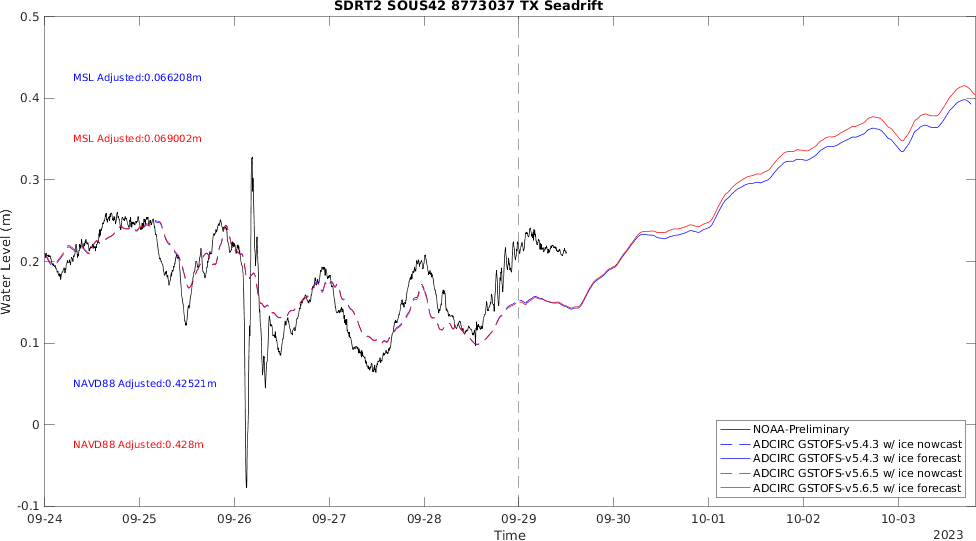 SDRT2 SOUS42 8773037 TX Seadrift
0.5
MSL Adjusted:0.066208m
0.4
MSL Adjusted:0.069002m
0.3
Water Level (m)
0.2
0.1
NAVD88 Adjusted:0.42521m
0
NAVD88 Adjusted:0.428m
NOAA-Preliminary
ADCIRC GSTOFS-v5.4.3 w/ ice nowcast
ADCIRC GSTOFS-v5.4.3 w/ ice forecast
ADCIRC GSTOFS-v5.6.5 w/ ice nowcast
ADCIRC GSTOFS-v5.6.5 w/ ice forecast
-0.1
09-24 09-25 09-26 09-27 09-28 09-29 09-30 10-01 10-02 10-03
Time
2023